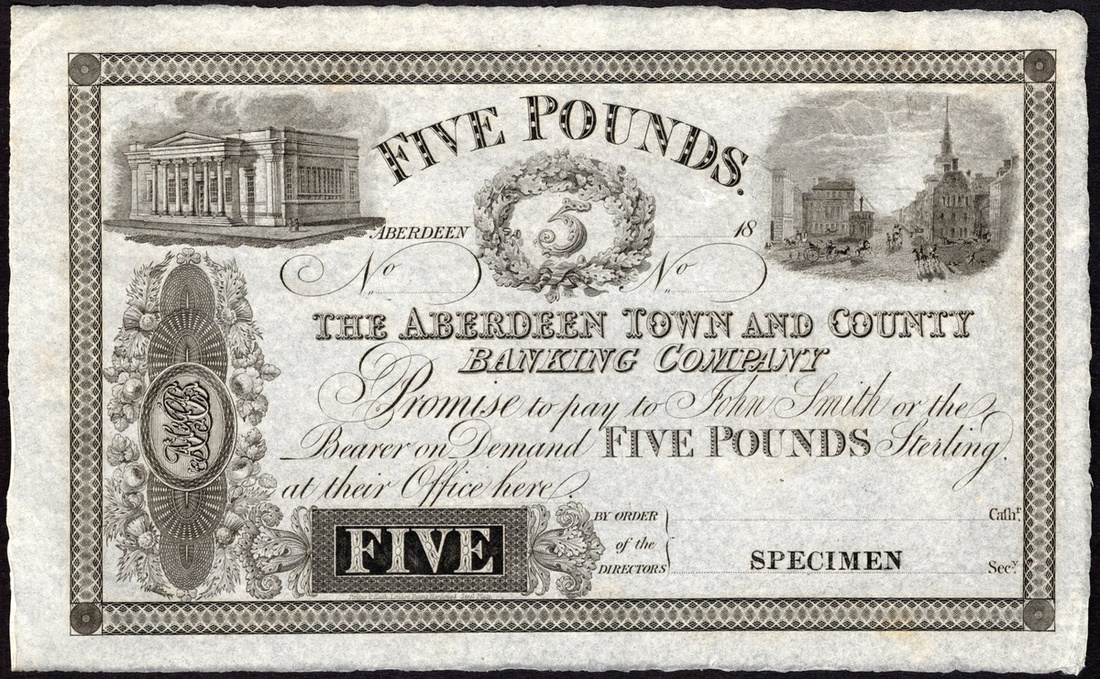 FIVE POUNDS.
5
ABERDEEN 18
No No
THE ABERDEEN TOWN AND COUNTY
BANKING COMPANY
Promise to pay to John Smith or the
Bearer on Demand FIVE POUNDS Sterling.
at their Office here.
BY ORDER Cashr.
of the
DIRECTORS SPECIMEN Secy.
FIVE